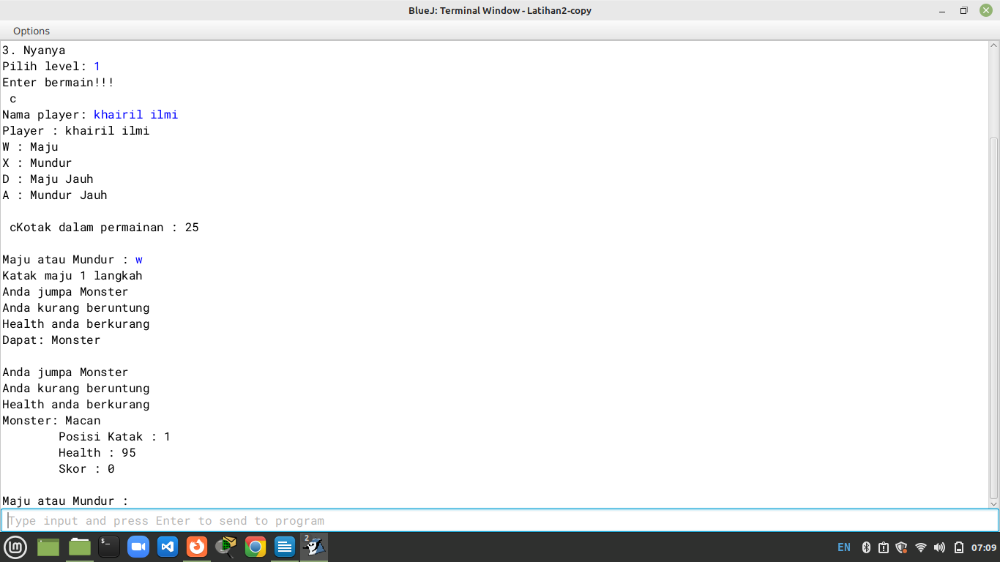 BlueJ: Terminal Window - Latihan2-copy
Options
3. Nyanya
Pilih level: 1
Enter bermain!!!
c
Nama player: khairil ilmi
Player : khairil ilmi
W : Maju
X : Mundur
D : Maju Jauh
A : Mundur Jauh
cKotak dalam permainan : 25
Maju atau Mundur : w
Katak maju 1 langkah
Anda jumpa Monster
Anda kurang beruntung
Health anda berkurang
Dapat: Monster
Anda jumpa Monster
Anda kurang beruntung
Health anda berkurang
Monster: Macan
Posisi Katak : 1
Health : 95
Skor : 0
Maju atau Mundur :
Type input and press Enter to send to program
$_
2
EN
07:09